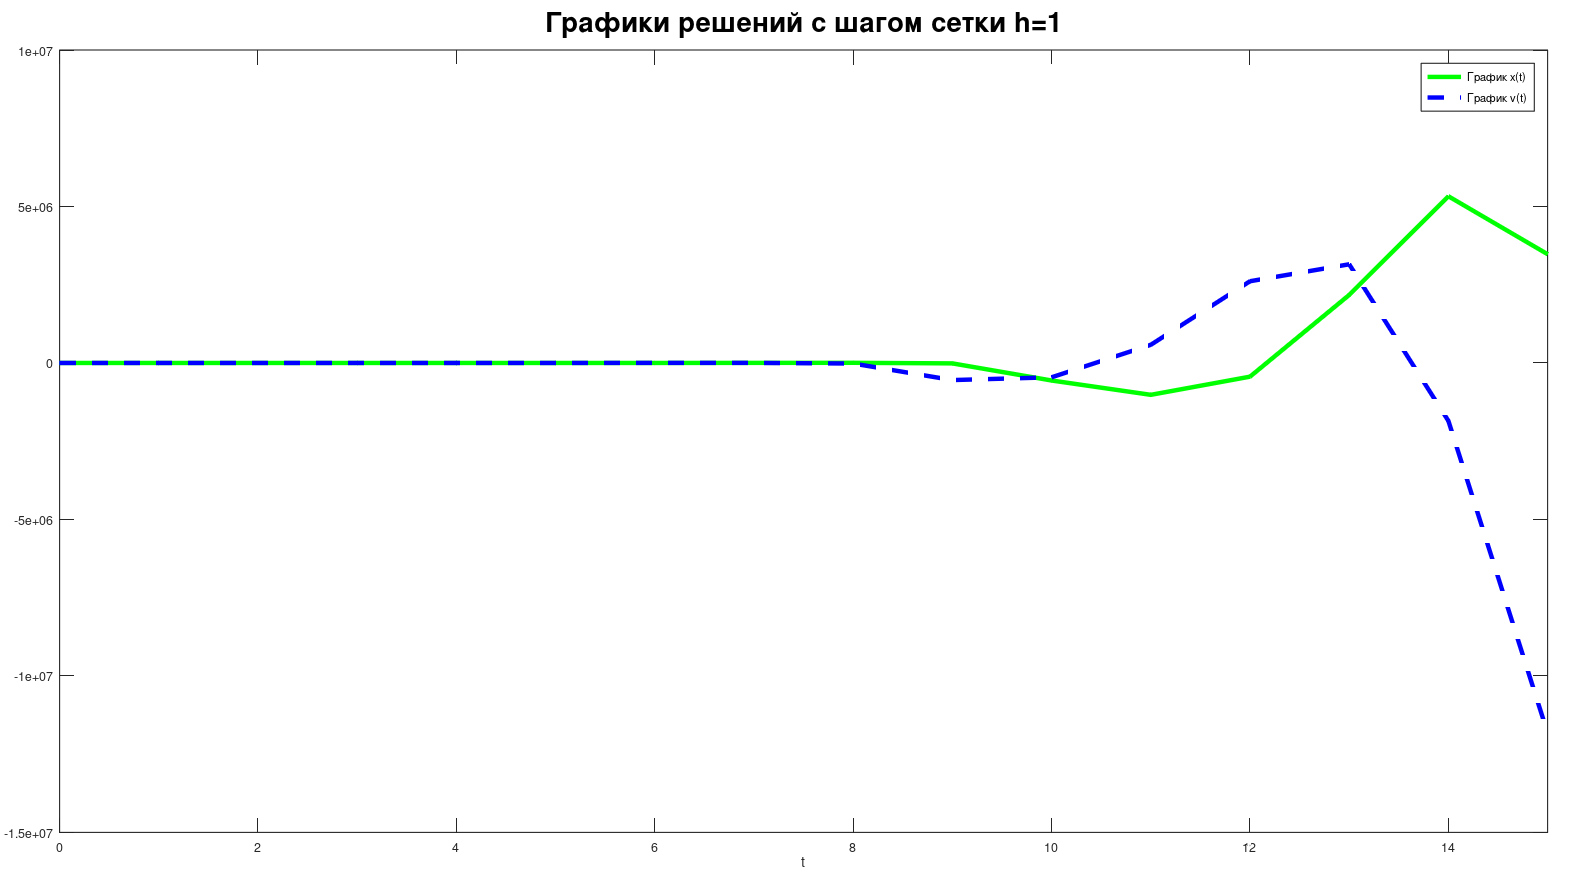 Графики решений с шагом сетки h=1
1e+07
График x(t)
График v(t)
5e+06
0
-5e+06
-1e+07
-1.5e+07
0 2 4 6 8 10 12 14
t